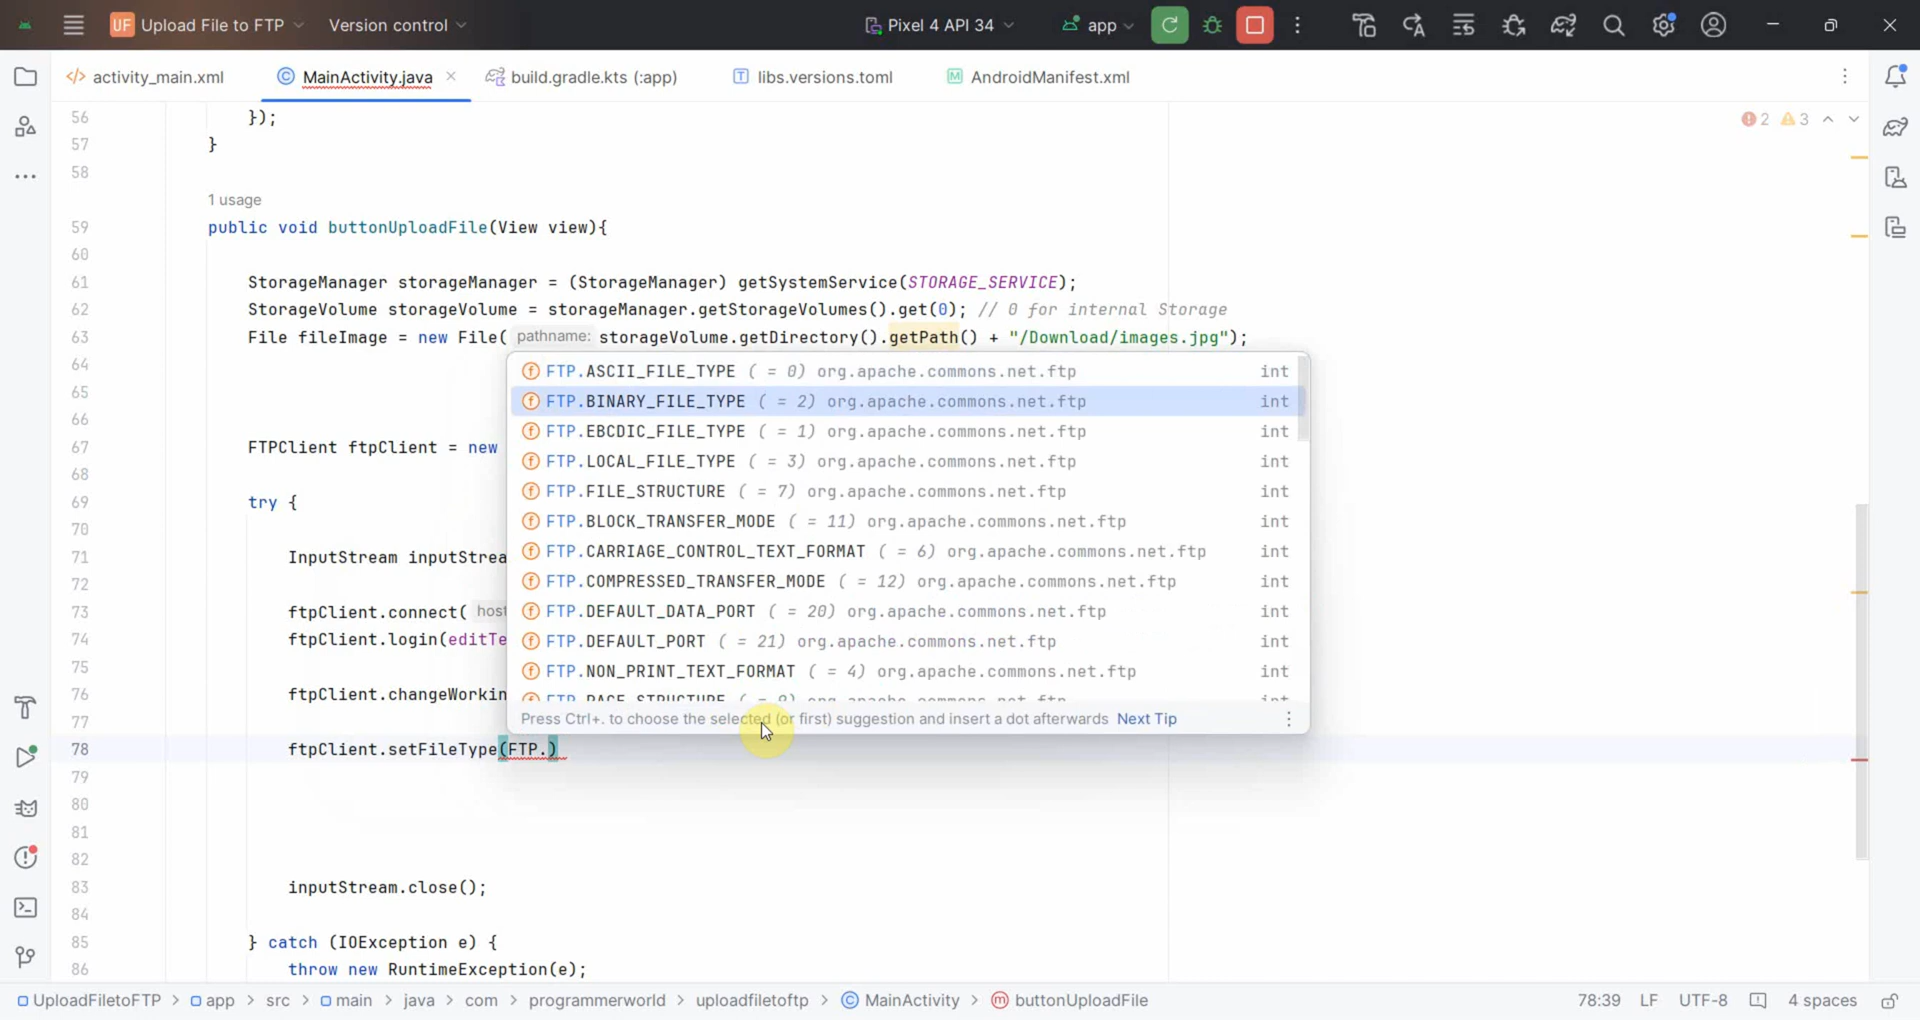 UF Upload File to FTP Version control Pixel 4 API 34 app
activity_main.xml MainActivity.java build.gradle.kts (:app) libs.versions.toml AndroidManifest.xml
56 });
2 3
57 }
58
1 usage
59 public void buttonUploadFile(View view){
60
61 StorageManager storageManager = (StorageManager) getSystemService(STORAGE_SERVICE);
62 StorageVolume storageVolume = storageManager.getStorageVolumes().get(0); // 0 for internal Storage
63 File fileImage = new File( pathname: storageVolume.getDirectory().getPath() + "/Download/images.jpg");
64
FTP.ASCII_FILE_TYPE ( = 0) org.apache.commons.net.ftp int
65
FTP.BINARY_FILE_TYPE ( = 2) org.apache.commons.net.ftp int
66
FTP.EBCDIC_FILE_TYPE ( = 1) org.apache.commons.net.ftp int
67 FTPClient ftpClient = new
FTP.LOCAL_FILE_TYPE ( = 3) org.apache.commons.net.ftp int
68
FTP.FILE_STRUCTURE ( = 7) org.apache.commons.net.ftp int
69 try {
FTP.BLOCK_TRANSFER_MODE ( = 11) org.apache.commons.net.ftp int
70
FTP.CARRIAGE_CONTROL_TEXT_FORMAT ( = 6) org.apache.commons.net.ftp int
71 InputStream inputStrea
FTP.COMPRESSED_TRANSFER_MODE ( = 12) org.apache.commons.net.ftp int
72
FTP.DEFAULT_DATA_PORT ( = 20) org.apache.commons.net.ftp int
73 ftpClient.connect( host
74 ftpClient.login(editTe
FTP.DEFAULT_PORT ( = 21) org.apache.commons.net.ftp int
75
FTP.NON_PRINT_TEXT_FORMAT ( = 4) org.apache.commons.net.ftp int
76 ftpClient.changeWorkin
FTP.PAGE_STRUCTURE ( = 9) org.apache.commons.net.ftp int
77
Press Ctrl+. to choose the selected (or first) suggestion and insert a dot afterwards Next Tip
78 ftpClient.setFileType(FTP.)
79
80
81
82
83 inputStream.close();
84
85 } catch (IOException e) {
86 throw new RuntimeException(e);
UploadFiletoFTP > app > src > main > java > com > programmerworld > uploadfiletoftp > MainActivity > buttonUploadFile 78:39 LF UTF-8 4 spaces